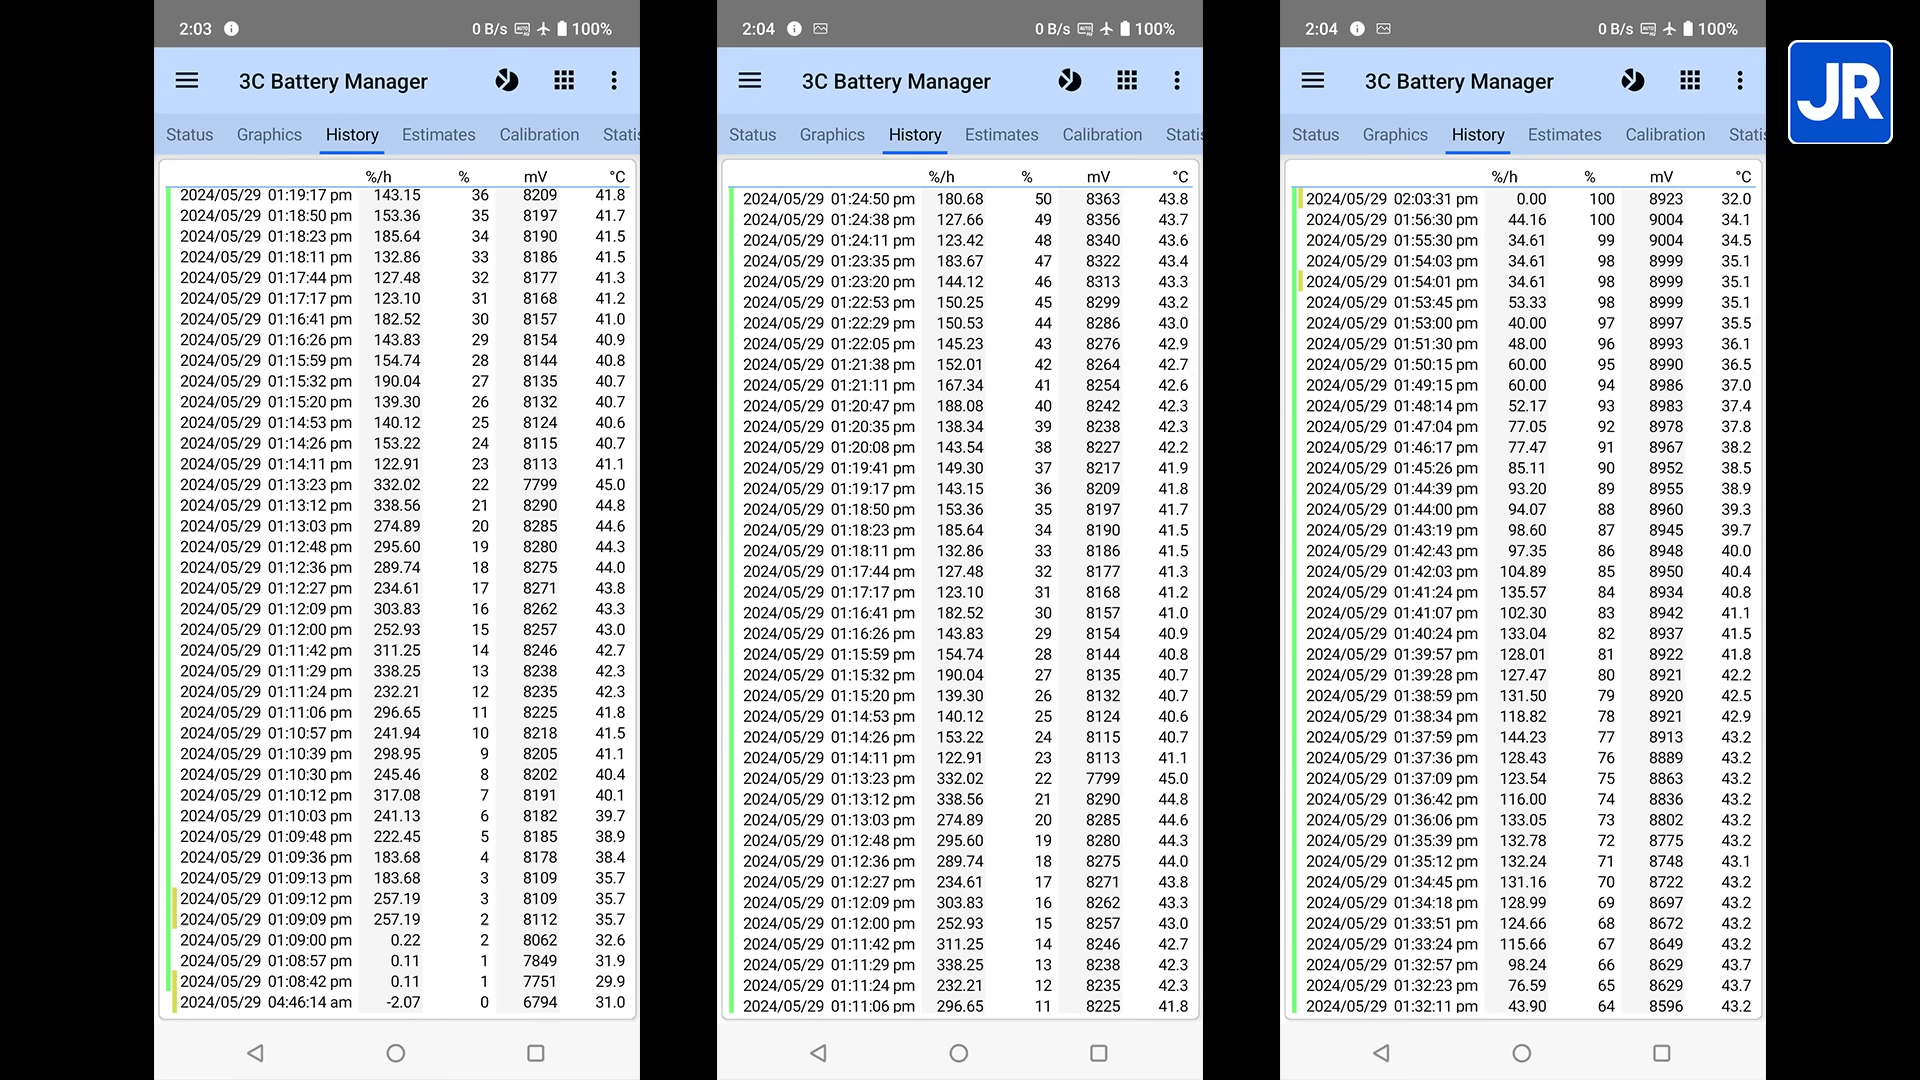 2:03 0 B/s 100%
3C Battery Manager
Status Graphics History Estimates Calibration Statis
%/h % mV °C
2024/05/29 01:19:17 pm 143.15 36 8209 41.8
2024/05/29 01:18:50 pm 153.36 35 8197 41.7
2024/05/29 01:18:23 pm 185.64 34 8190 41.5
2024/05/29 01:18:11 pm 132.86 33 8186 41.5
2024/05/29 01:17:44 pm 127.48 32 8177 41.3
2024/05/29 01:17:17 pm 123.10 31 8168 41.2
2024/05/29 01:16:41 pm 182.52 30 8157 41.0
2024/05/29 01:16:26 pm 143.83 29 8154 40.9
2024/05/29 01:15:59 pm 154.74 28 8144 40.8
2024/05/29 01:15:32 pm 190.04 27 8135 40.7
2024/05/29 01:15:20 pm 139.30 26 8132 40.7
2024/05/29 01:14:53 pm 140.12 25 8124 40.6
2024/05/29 01:14:26 pm 153.22 24 8115 40.7
2024/05/29 01:14:11 pm 122.91 23 8113 41.1
2024/05/29 01:13:23 pm 332.02 22 7799 45.0
2024/05/29 01:13:12 pm 338.56 21 8290 44.8
2024/05/29 01:13:03 pm 274.89 20 8285 44.6
2024/05/29 01:12:48 pm 295.60 19 8280 44.3
2024/05/29 01:12:36 pm 289.74 18 8275 44.0
2024/05/29 01:12:27 pm 234.61 17 8271 43.8
2024/05/29 01:12:09 pm 303.83 16 8262 43.3
2024/05/29 01:12:00 pm 252.93 15 8257 43.0
2024/05/29 01:11:42 pm 311.25 14 8246 42.7
2024/05/29 01:11:29 pm 338.25 13 8238 42.3
2024/05/29 01:11:24 pm 232.21 12 8235 42.3
2024/05/29 01:11:06 pm 296.65 11 8225 41.8
2024/05/29 01:10:57 pm 241.94 10 8218 41.5
2024/05/29 01:10:39 pm 298.95 9 8205 41.1
2024/05/29 01:10:30 pm 245.46 8 8202 40.4
2024/05/29 01:10:12 pm 317.08 7 8191 40.1
2024/05/29 01:10:03 pm 241.13 6 8182 39.7
2024/05/29 01:09:48 pm 222.45 5 8185 38.9
2024/05/29 01:09:36 pm 183.68 4 8178 38.4
2024/05/29 01:09:13 pm 183.68 3 8109 35.7
2024/05/29 01:09:12 pm 257.19 3 8109 35.7
2024/05/29 01:09:09 pm 257.19 2 8112 35.7
2024/05/29 01:09:00 pm 0.22 2 8062 32.6
2024/05/29 01:08:57 pm 0.11 1 7849 31.9
2024/05/29 01:08:42 pm 0.11 1 7751 29.9
2024/05/29 04:46:14 am -2.07 0 6794 31.0
2:04 0 B/s 100%
3C Battery Manager
Status Graphics History Estimates Calibration Statis
%/h % mV °C
2024/05/29 01:24:50 pm 180.68 50 8363 43.8
2024/05/29 01:24:38 pm 127.66 49 8356 43.7
2024/05/29 01:24:11 pm 123.42 48 8340 43.6
2024/05/29 01:23:35 pm 183.67 47 8322 43.4
2024/05/29 01:23:20 pm 144.12 46 8313 43.3
2024/05/29 01:22:53 pm 150.25 45 8299 43.2
2024/05/29 01:22:29 pm 150.53 44 8286 43.0
2024/05/29 01:22:05 pm 145.23 43 8276 42.9
2024/05/29 01:21:38 pm 152.01 42 8264 42.7
2024/05/29 01:21:11 pm 167.34 41 8254 42.6
2024/05/29 01:20:47 pm 188.08 40 8242 42.3
2024/05/29 01:20:35 pm 138.34 39 8238 42.3
2024/05/29 01:20:08 pm 143.54 38 8227 42.2
2024/05/29 01:19:41 pm 149.30 37 8217 41.9
2024/05/29 01:19:17 pm 143.15 36 8209 41.8
2024/05/29 01:18:50 pm 153.36 35 8197 41.7
2024/05/29 01:18:23 pm 185.64 34 8190 41.5
2024/05/29 01:18:11 pm 132.86 33 8186 41.5
2024/05/29 01:17:44 pm 127.48 32 8177 41.3
2024/05/29 01:17:17 pm 123.10 31 8168 41.2
2024/05/29 01:16:41 pm 182.52 30 8157 41.0
2024/05/29 01:16:26 pm 143.83 29 8154 40.9
2024/05/29 01:15:59 pm 154.74 28 8144 40.8
2024/05/29 01:15:32 pm 190.04 27 8135 40.7
2024/05/29 01:15:20 pm 139.30 26 8132 40.7
2024/05/29 01:14:53 pm 140.12 25 8124 40.6
2024/05/29 01:14:26 pm 153.22 24 8115 40.7
2024/05/29 01:14:11 pm 122.91 23 8113 41.1
2024/05/29 01:13:23 pm 332.02 22 7799 45.0
2024/05/29 01:13:12 pm 338.56 21 8290 44.8
2024/05/29 01:13:03 pm 274.89 20 8285 44.6
2024/05/29 01:12:48 pm 295.60 19 8280 44.3
2024/05/29 01:12:36 pm 289.74 18 8275 44.0
2024/05/29 01:12:27 pm 234.61 17 8271 43.8
2024/05/29 01:12:09 pm 303.83 16 8262 43.3
2024/05/29 01:12:00 pm 252.93 15 8257 43.0
2024/05/29 01:11:42 pm 311.25 14 8246 42.7
2024/05/29 01:11:29 pm 338.25 13 8238 42.3
2024/05/29 01:11:24 pm 232.21 12 8235 42.3
2024/05/29 01:11:06 pm 296.65 11 8225 41.8
2:04 0 B/s 100%
3C Battery Manager
Status Graphics History Estimates Calibration Statis
%/h % mV °C
2024/05/29 02:03:31 pm 0.00 100 8923 32.0
2024/05/29 01:56:30 pm 44.16 100 9004 34.1
2024/05/29 01:55:30 pm 34.61 99 9004 34.5
2024/05/29 01:54:03 pm 34.61 98 8999 35.1
2024/05/29 01:54:01 pm 34.61 98 8999 35.1
2024/05/29 01:53:45 pm 53.33 98 8999 35.1
2024/05/29 01:53:00 pm 40.00 97 8997 35.5
2024/05/29 01:51:30 pm 48.00 96 8993 36.1
2024/05/29 01:50:15 pm 60.00 95 8990 36.5
2024/05/29 01:49:15 pm 60.00 94 8986 37.0
2024/05/29 01:48:14 pm 52.17 93 8983 37.4
2024/05/29 01:47:04 pm 77.05 92 8978 37.8
2024/05/29 01:46:17 pm 77.47 91 8967 38.2
2024/05/29 01:45:26 pm 85.11 90 8952 38.5
2024/05/29 01:44:39 pm 93.20 89 8955 38.9
2024/05/29 01:44:00 pm 94.07 88 8960 39.3
2024/05/29 01:43:19 pm 98.60 87 8945 39.7
2024/05/29 01:42:43 pm 97.35 86 8948 40.0
2024/05/29 01:42:03 pm 104.89 85 8950 40.4
2024/05/29 01:41:24 pm 135.57 84 8934 40.8
2024/05/29 01:41:07 pm 102.30 83 8942 41.1
2024/05/29 01:40:24 pm 133.04 82 8937 41.5
2024/05/29 01:39:57 pm 128.01 81 8922 41.8
2024/05/29 01:39:28 pm 127.47 80 8921 42.2
2024/05/29 01:38:59 pm 131.50 79 8920 42.5
2024/05/29 01:38:34 pm 118.82 78 8921 42.9
2024/05/29 01:37:59 pm 144.23 77 8913 43.2
2024/05/29 01:37:36 pm 128.43 76 8889 43.2
2024/05/29 01:37:09 pm 123.54 75 8863 43.2
2024/05/29 01:36:42 pm 116.00 74 8836 43.2
2024/05/29 01:36:06 pm 133.05 73 8802 43.2
2024/05/29 01:35:39 pm 132.78 72 8775 43.2
2024/05/29 01:35:12 pm 132.24 71 8748 43.1
2024/05/29 01:34:45 pm 131.16 70 8722 43.2
2024/05/29 01:34:18 pm 128.99 69 8697 43.2
2024/05/29 01:33:51 pm 124.66 68 8672 43.2
2024/05/29 01:33:24 pm 115.66 67 8649 43.2
2024/05/29 01:32:57 pm 98.24 66 8629 43.7
2024/05/29 01:32:23 pm 76.59 65 8629 43.7
2024/05/29 01:32:11 pm 43.90 64 8596 43.2
JR